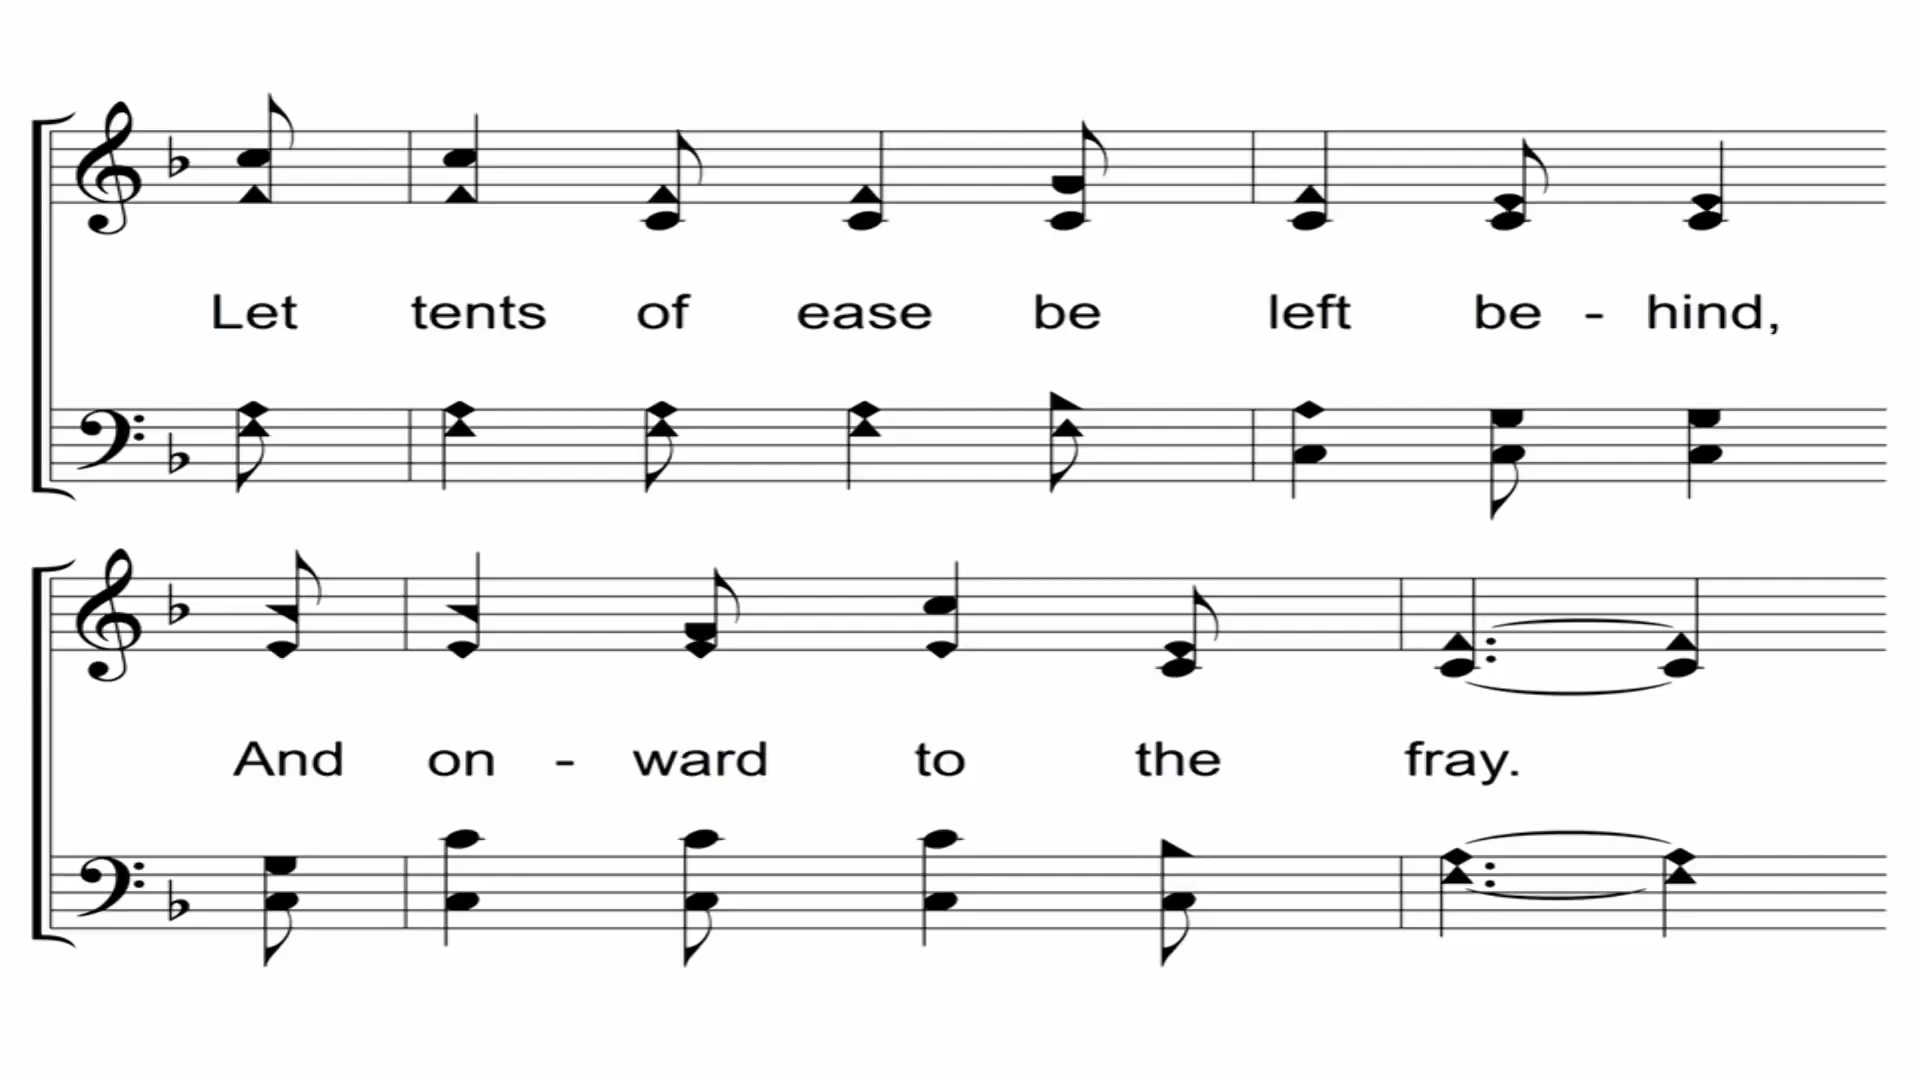 Let tents of ease be left be - hind,
And on - ward to the fray.